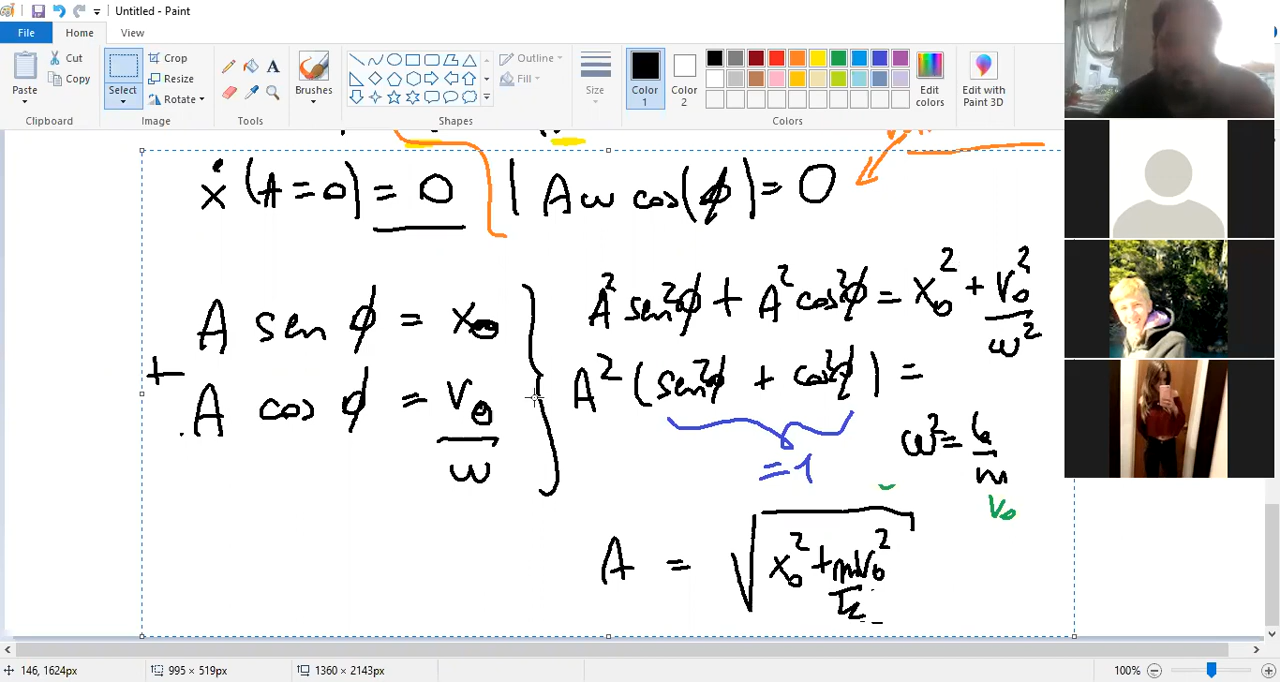 Untitled - Paint
File Home View
Paste Cut Copy Clipboard
Select Crop Resize Rotate Image
Tools
Brushes
Outline Fill Shapes
Size
Color 1 Color 2 Edit colors Colors
Edit with Paint 3D
ẋ (A=0) = 0 | Aω cos(ϕ) = 0
A sen ϕ = x₀
+ A cos ϕ = v₀/ω
A² sen²ϕ + A² cos²ϕ = x₀² + v₀²/ω²
A² (sen²ϕ + cos²ϕ) =
= 1
ω² = k/m
v₀
A = √(x₀² + mv₀²/k)
146, 1624px 995 × 519px 1360 × 2143px 100%